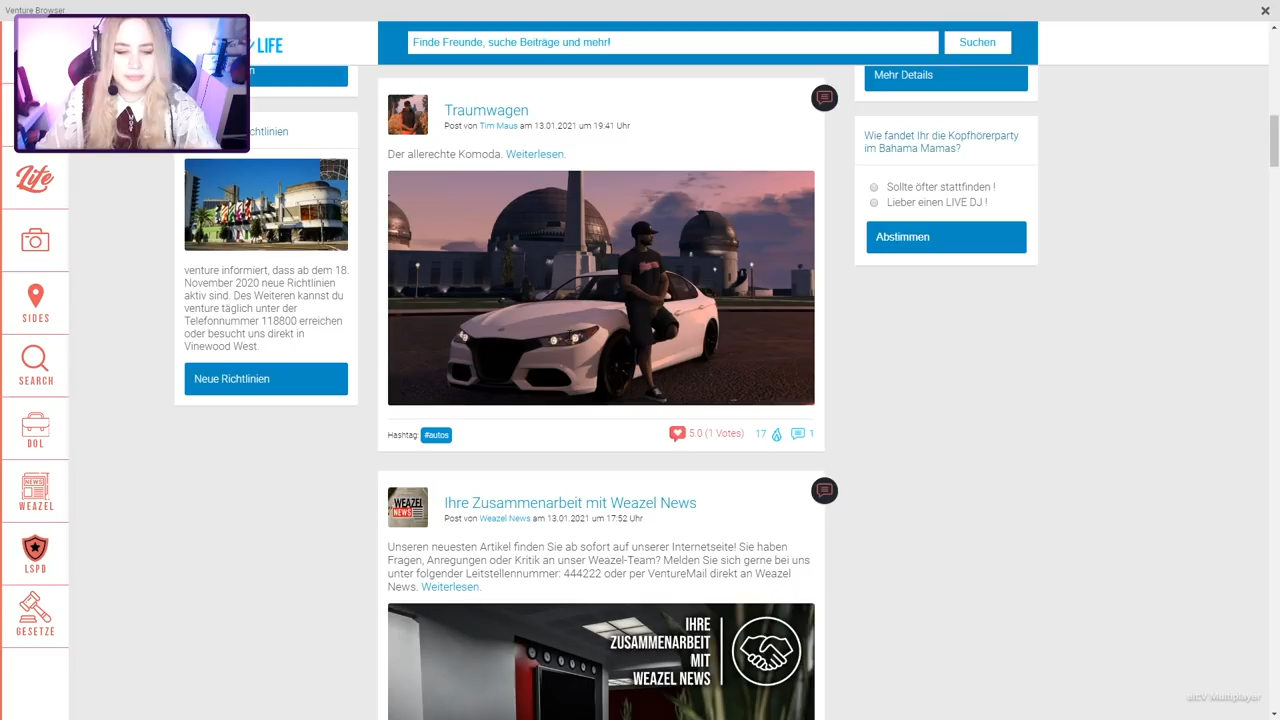 Venture Browser
LIFE
Finde Freunde, suche Beiträge und mehr!
Suchen
Life
SIDES
SEARCH
DOL
NEWS
WEAZEL
LSPD
GESETZE
chtlinien
venture informiert, dass ab dem 18.
November 2020 neue Richtlinien
aktiv sind. Des Weiteren kannst du
venture täglich unter der
Telefonnummer 118800 erreichen
oder besucht uns direkt in
Vinewood West.
Neue Richtlinien
Traumwagen
Post von Tim Maus am 13.01.2021 um 19:41 Uhr
Der allerechte Komoda. Weiterlesen.
Hashtag: #autos
5.0 (1 Votes)
17
1
WEAZEL
NEWS
Ihre Zusammenarbeit mit Weazel News
Post von Weazel News am 13.01.2021 um 17:52 Uhr
Unseren neuesten Artikel finden Sie ab sofort auf unserer Internetseite! Sie haben
Fragen, Anregungen oder Kritik an unser Weazel-Team? Melden Sie sich gerne bei uns
unter folgender Leitstellennummer: 444222 oder per VentureMail direkt an Weazel
News. Weiterlesen.
IHRE
ZUSAMMENARBEIT
MIT
WEAZEL NEWS
Mehr Details
Wie fandet Ihr die Kopfhörerparty
im Bahama Mamas?
Sollte öfter stattfinden !
Lieber einen LIVE DJ !
Abstimmen
alt:V Multiplayer